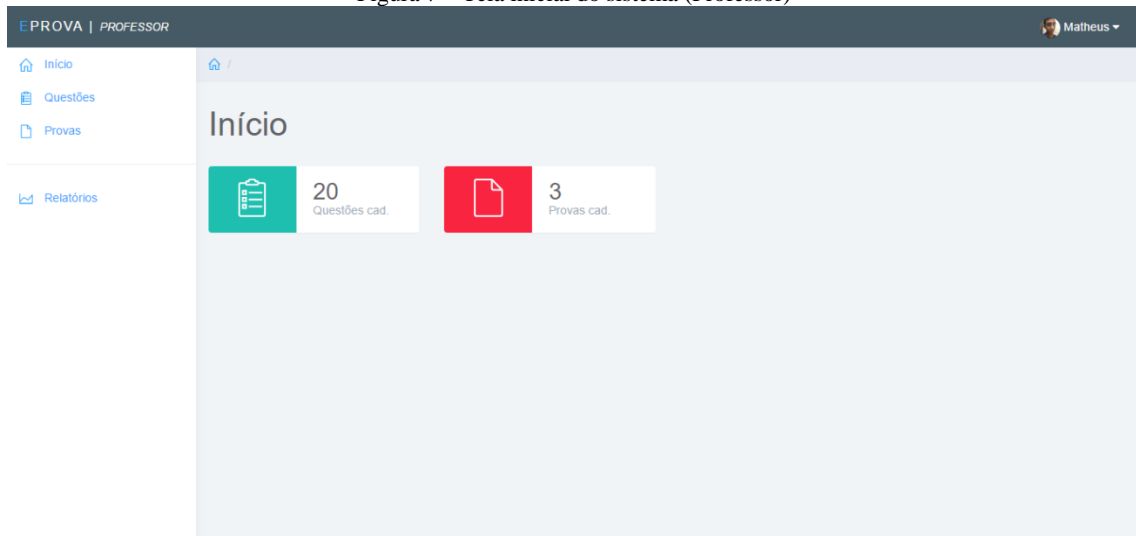 EPROVA | PROFESSOR
Matheus
Início
/
Questões
Início
Provas
20
Questões cad.
3
Provas cad.
Relatórios